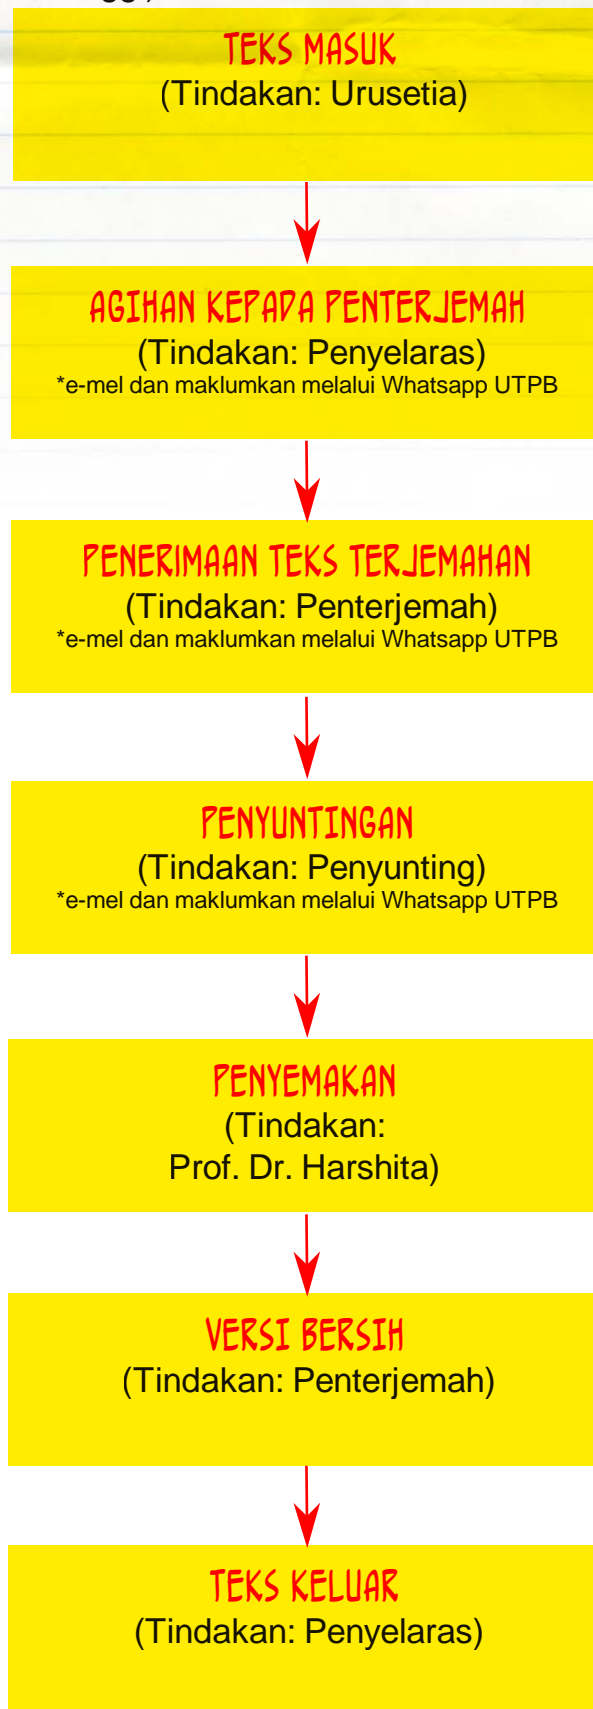 TEKS MASUK
(Tindakan: Urusetia)
AGIHAN KEPADA PENTERJEMAH
(Tindakan: Penyelaras)
*e-mel dan maklumkan melalui Whatsapp UTPB
PENERIMAAN TEKS TERJEMAHAN
(Tindakan: Penterjemah)
*e-mel dan maklumkan melalui Whatsapp UTPB
PENYUNTINGAN
(Tindakan: Penyunting)
*e-mel dan maklumkan melalui Whatsapp UTPB
PENYEMAKAN
(Tindakan:
Prof. Dr. Harshita)
VERSI BERSIH
(Tindakan: Penterjemah)
TEKS KELUAR
(Tindakan: Penyelaras)